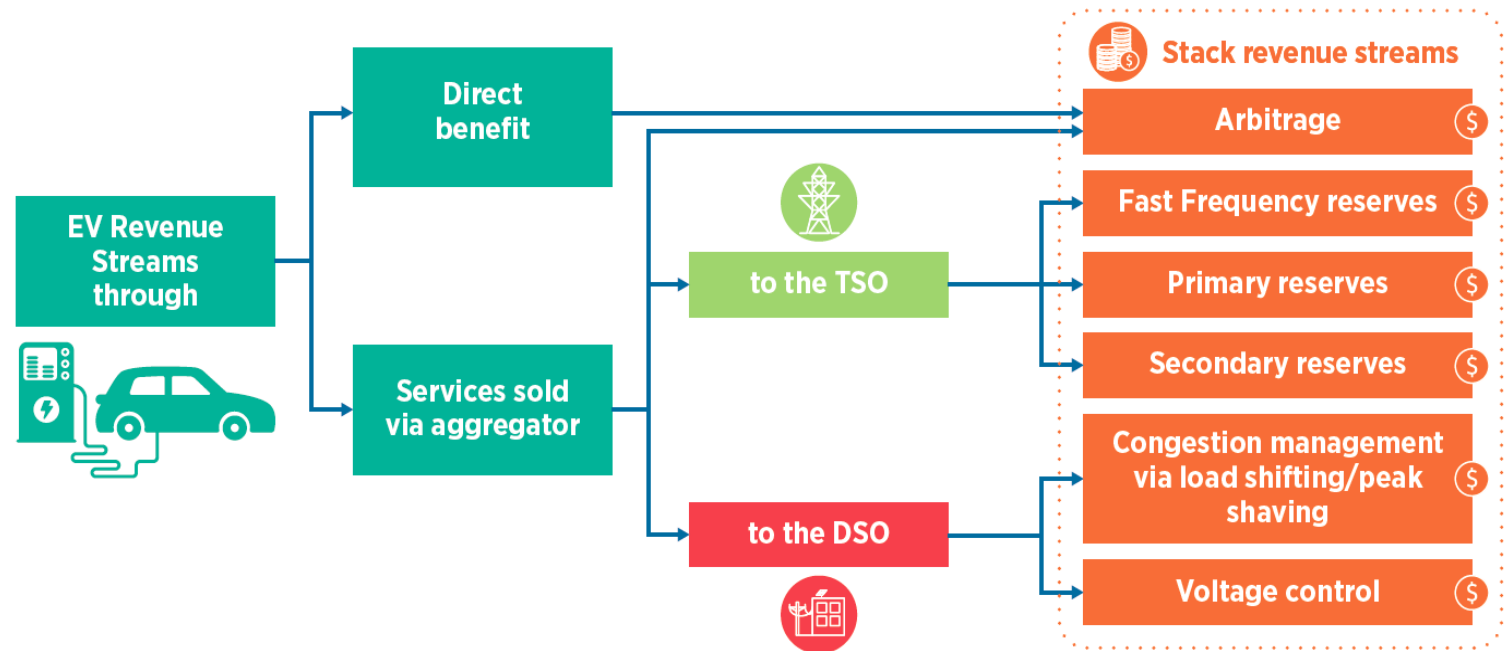 Stack revenue streams
Direct
benefit
Arbitrage
EV Revenue
Streams
through
Fast Frequency reserves
to the TSO
Primary reserves
Services sold
via aggregator
Secondary reserves
Congestion management
via load shifting/peak
shaving
to the DSO
Voltage control
$
$
$
$
$
$
$